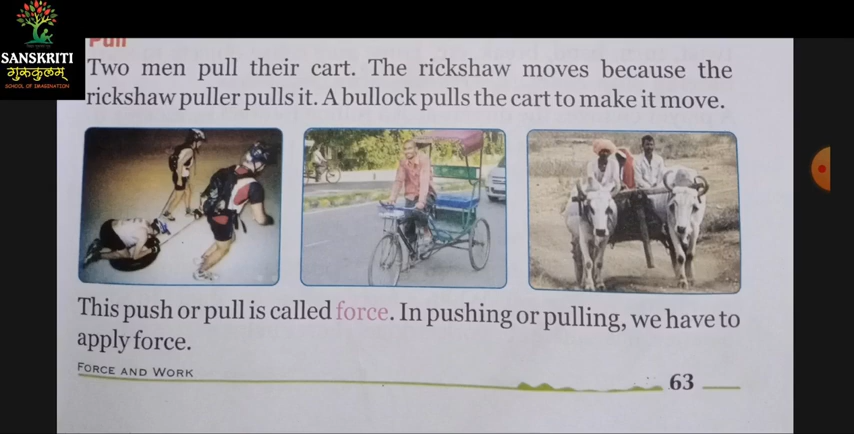 SANSKRITI
गुरुकुलम्
SCHOOL OF IMAGINATION
Pull
Two men pull their cart. The rickshaw moves because the
rickshaw puller pulls it. A bullock pulls the cart to make it move.
This push or pull is called force. In pushing or pulling, we have to
apply force.
FORCE AND WORK
63